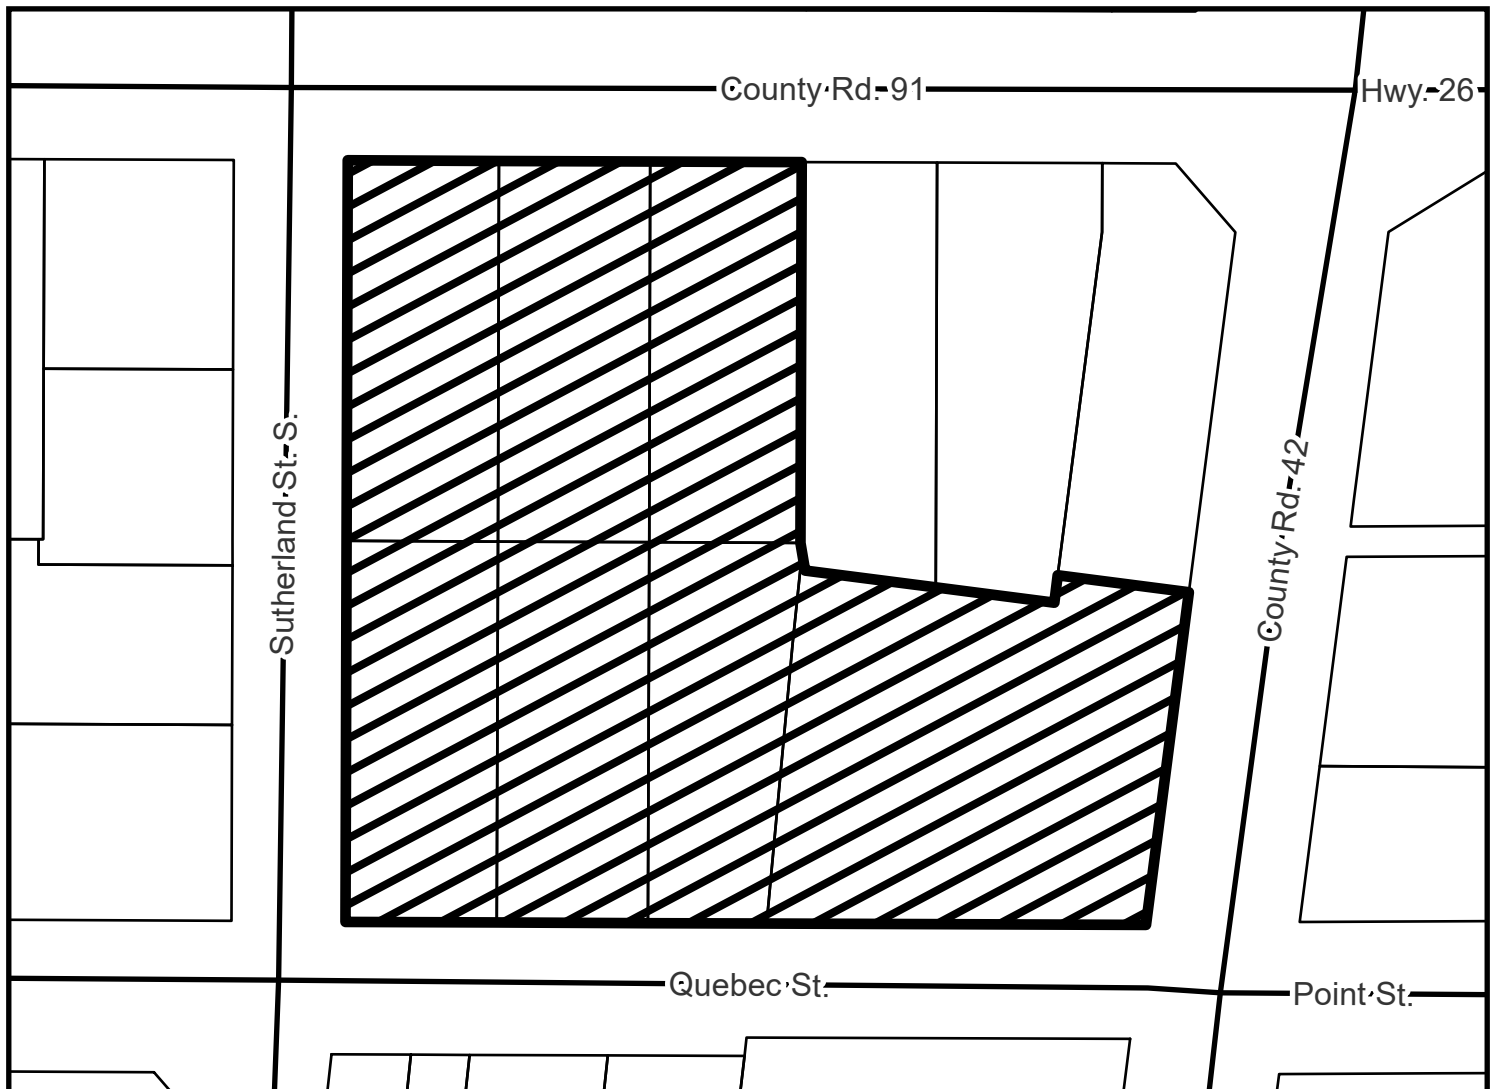 County Rd. 91
Hwy. 26
Sutherland St. S.
County Rd. 42
Quebec St.
Point St.